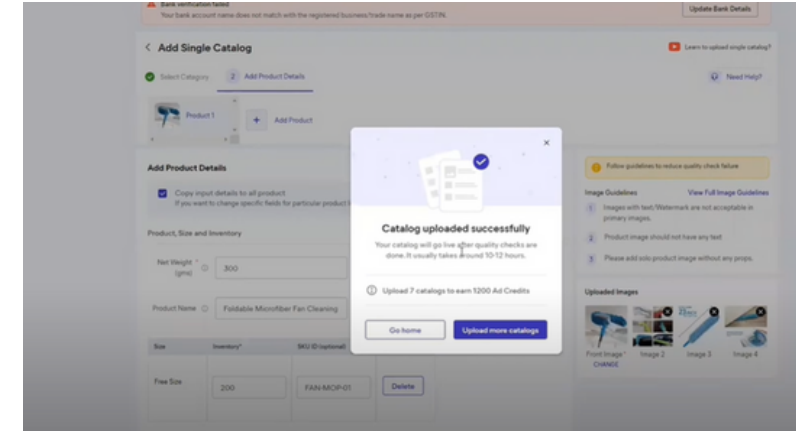 Bank verification failed
Your bank account name does not match with the registered business/trade name as per GSTIN.
Update Bank Details
Add Single Catalog
Learn to upload single catalog?
Select Category
2 Add Product Details
Need Help?
Product 1
+ Add Product
Add Product Details
Copy input details to all product
If you want to change specific fields for particular product
Product, Size and Inventory
Net Weight *
(gms)
300
Product Name
Foldable Microfiber Fan Cleaning
Size
Inventory*
SKU ID (optional)
Free Size
200
FAN-MOP-01
Delete
Catalog uploaded successfully
Your catalog will go live after quality checks are
done. It usually takes around 10-12 hours.
Upload 7 catalogs to earn 1200 Ad Credits
Go home
Upload more catalogs
Follow guidelines to reduce quality check failure
Image Guidelines
View Full Image Guidelines
1 Images with text/Watermark are not acceptable in
primary images.
2 Product image should not have any text
3 Please add solo product image without any props.
Uploaded Images
Front Image*
CHANGE
Image 2
Image 3
Image 4